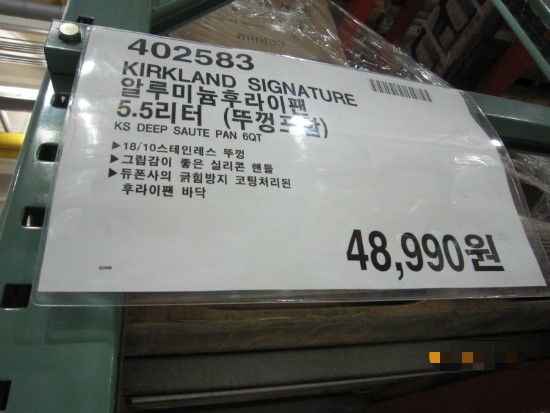 402583
KIRKLAND SIGNATURE
알루미늄후라이팬
5.5리터 (뚜껑포함)
KS DEEP SAUTE PAN 6QT
▶18/10스테인레스 뚜껑
▶그립감이 좋은 실리콘 핸들
▶듀폰사의 긁힘방지 코팅처리된
후라이팬 바닥
48,990원